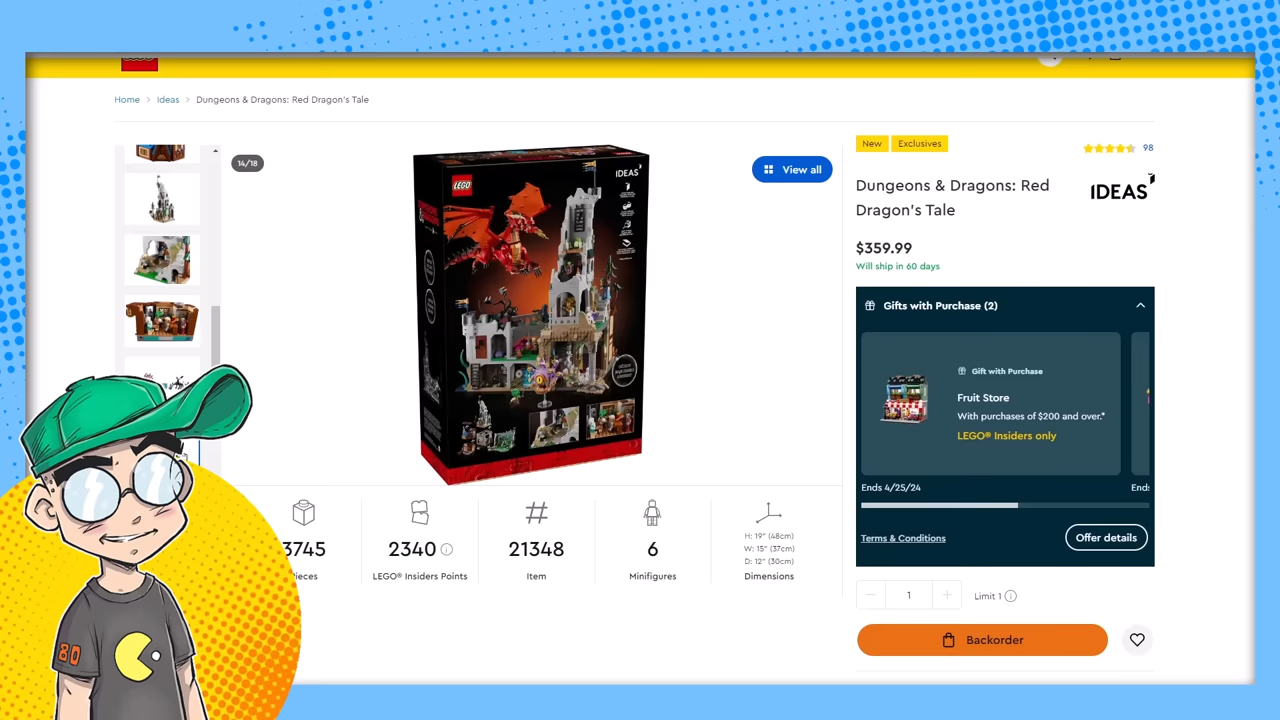 Home > Ideas > Dungeons & Dragons: Red Dragon's Tale
14/18
View all
LEGO
IDEAS
New
Exclusives
98
Dungeons & Dragons: Red
Dragon's Tale
IDEAS
$359.99
Will ship in 60 days
Gifts with Purchase (2)
Gift with Purchase
Fruit Store
With purchases of $200 and over.*
LEGO® Insiders only
Ends 4/25/24
Ends
Terms & Conditions
Offer details
1
Limit 1
Backorder
3745
ieces
2340
LEGO® Insiders Points
21348
Item
6
Minifigures
H: 19" (48cm)
W: 15" (37cm)
D: 12" (30cm)
Dimensions
80